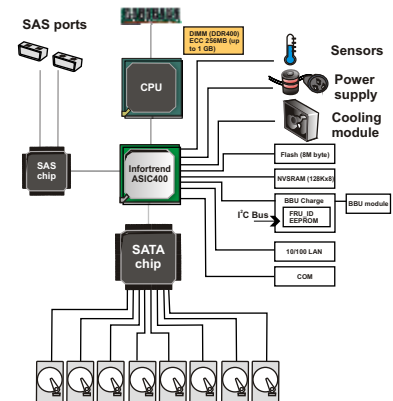 SAS ports
DIMM (DDR400)
ECC 256MB (up
to 1 GB)
Sensors
CPU
Power
supply
Cooling
module
SAS
chip
Infortrend
ASIC400
Flash (8M byte)
NVSRAM (128Kx8)
BBU Charge
BBU module
I²C Bus
FRU_ID
EEPROM
SATA
chip
10/100 LAN
COM